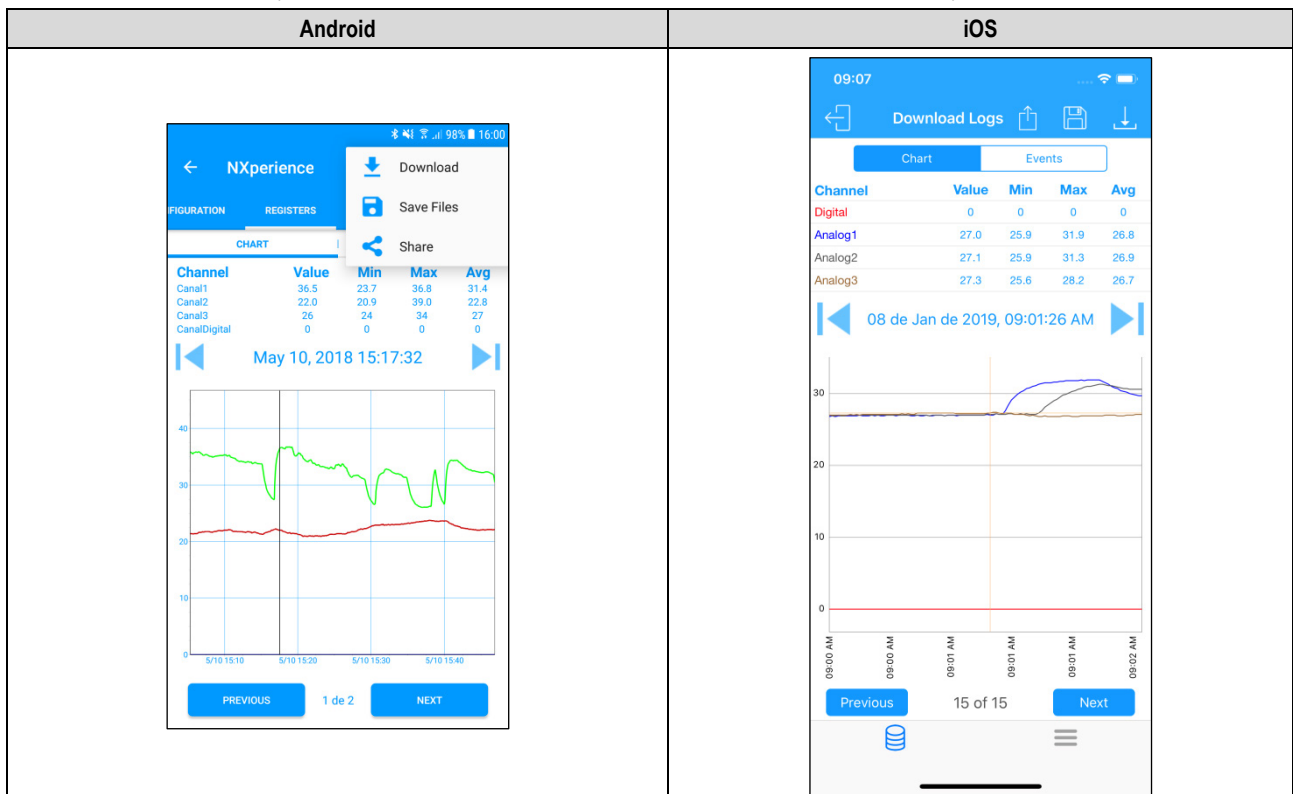 Android
iOS
98% 16:00
NXperience
Download
Save Files
Share
FIGURATION REGISTERS
CHART
Channel Value Min Max Avg
Canal1 36.5 23.7 36.8 31.4
Canal2 22.0 20.9 39.0 22.8
Canal3 26 24 34 27
CanalDigital 0 0 0 0
May 10, 2018 15:17:32
40
30
20
10
0
5/10 15:10 5/10 15:20 5/10 15:30 5/10 15:40
PREVIOUS 1 de 2 NEXT
09:07
Download Logs
Chart Events
Channel Value Min Max Avg
Digital 0 0 0 0
Analog1 27.0 25.9 31.9 26.8
Analog2 27.1 25.9 31.3 26.9
Analog3 27.3 25.6 28.2 26.7
08 de Jan de 2019, 09:01:26 AM
30
20
10
0
09:00 AM 09:00 AM 09:01 AM 09:01 AM 09:01 AM 09:02 AM
Previous 15 of 15 Next